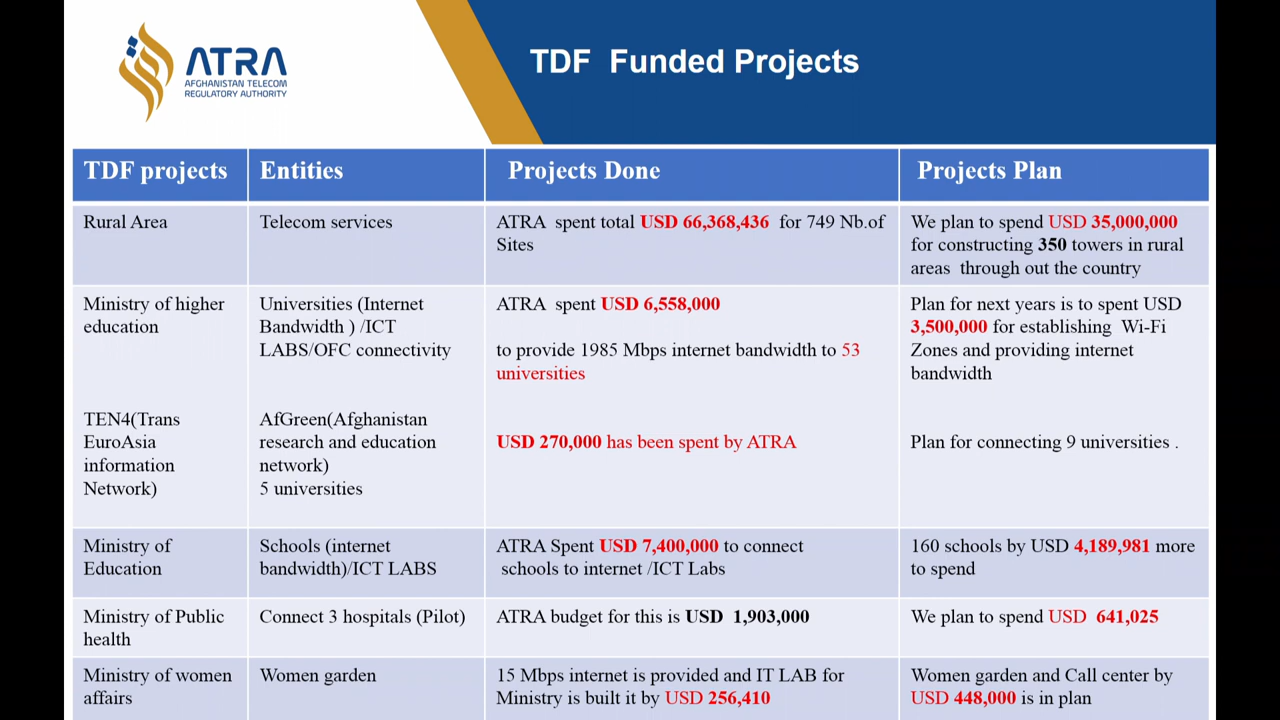 ATRA
AFGHANISTAN TELECOM
REGULATORY AUTHORITY
TDF Funded Projects
TDF projects
Entities
Projects Done
Projects Plan
Rural Area
Telecom services
ATRA spent total USD 66,368,436 for 749 Nb.of
Sites
We plan to spend USD 35,000,000
for constructing 350 towers in rural
areas through out the country
Ministry of higher
education
Universities (Internet
Bandwidth ) /ICT
LABS/OFC connectivity
ATRA spent USD 6,558,000
to provide 1985 Mbps internet bandwidth to 53
universities
Plan for next years is to spent USD
3,500,000 for establishing Wi-Fi
Zones and providing internet
bandwidth
TEN4(Trans
EuroAsia
information
Network)
AfGreen(Afghanistan
research and education
network)
5 universities
USD 270,000 has been spent by ATRA
Plan for connecting 9 universities .
Ministry of
Education
Schools (internet
bandwidth)/ICT LABS
ATRA Spent USD 7,400,000 to connect
schools to internet /ICT Labs
160 schools by USD 4,189,981 more
to spend
Ministry of Public
health
Connect 3 hospitals (Pilot)
ATRA budget for this is USD 1,903,000
We plan to spend USD 641,025
Ministry of women
affairs
Women garden
15 Mbps internet is provided and IT LAB for
Ministry is built it by USD 256,410
Women garden and Call center by
USD 448,000 is in plan